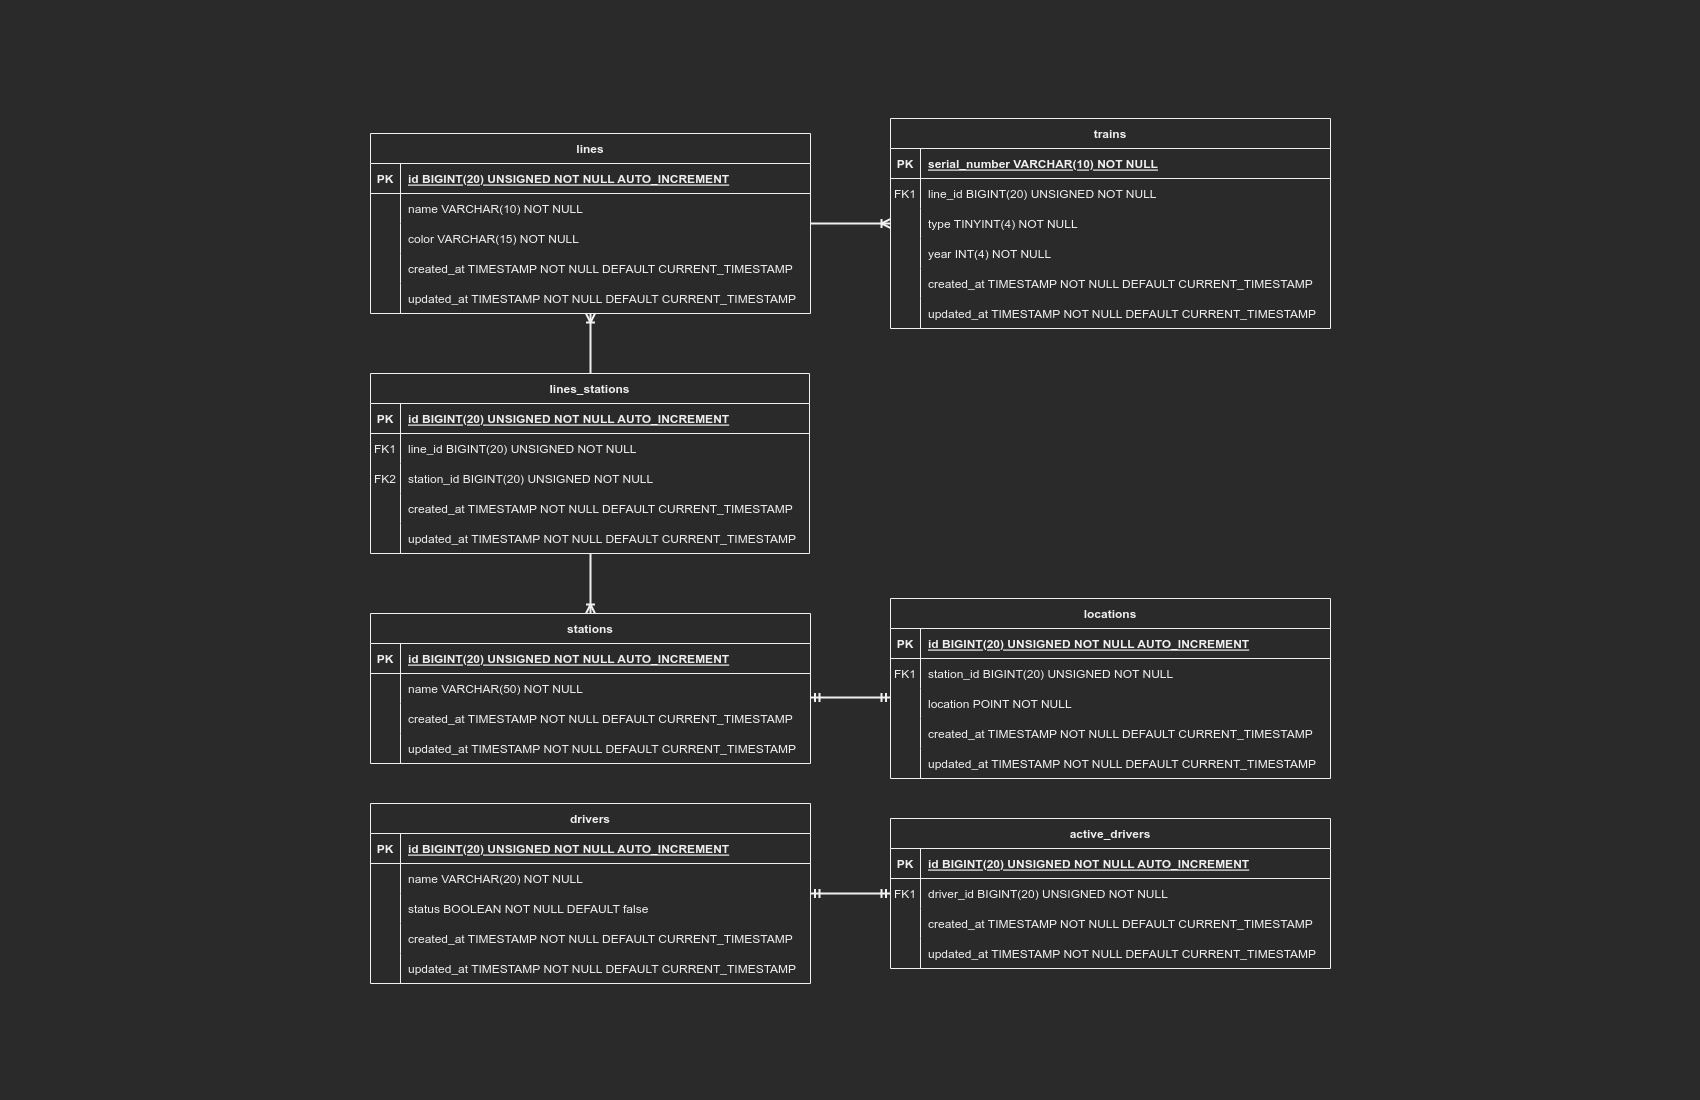 lines
PK id BIGINT(20) UNSIGNED NOT NULL AUTO_INCREMENT
name VARCHAR(10) NOT NULL
color VARCHAR(15) NOT NULL
created_at TIMESTAMP NOT NULL DEFAULT CURRENT_TIMESTAMP
updated_at TIMESTAMP NOT NULL DEFAULT CURRENT_TIMESTAMP
trains
PK serial_number VARCHAR(10) NOT NULL
FK1 line_id BIGINT(20) UNSIGNED NOT NULL
type TINYINT(4) NOT NULL
year INT(4) NOT NULL
created_at TIMESTAMP NOT NULL DEFAULT CURRENT_TIMESTAMP
updated_at TIMESTAMP NOT NULL DEFAULT CURRENT_TIMESTAMP
lines_stations
PK id BIGINT(20) UNSIGNED NOT NULL AUTO_INCREMENT
FK1 line_id BIGINT(20) UNSIGNED NOT NULL
FK2 station_id BIGINT(20) UNSIGNED NOT NULL
created_at TIMESTAMP NOT NULL DEFAULT CURRENT_TIMESTAMP
updated_at TIMESTAMP NOT NULL DEFAULT CURRENT_TIMESTAMP
stations
PK id BIGINT(20) UNSIGNED NOT NULL AUTO_INCREMENT
name VARCHAR(50) NOT NULL
created_at TIMESTAMP NOT NULL DEFAULT CURRENT_TIMESTAMP
updated_at TIMESTAMP NOT NULL DEFAULT CURRENT_TIMESTAMP
locations
PK id BIGINT(20) UNSIGNED NOT NULL AUTO_INCREMENT
FK1 station_id BIGINT(20) UNSIGNED NOT NULL
location POINT NOT NULL
created_at TIMESTAMP NOT NULL DEFAULT CURRENT_TIMESTAMP
updated_at TIMESTAMP NOT NULL DEFAULT CURRENT_TIMESTAMP
drivers
PK id BIGINT(20) UNSIGNED NOT NULL AUTO_INCREMENT
name VARCHAR(20) NOT NULL
status BOOLEAN NOT NULL DEFAULT false
created_at TIMESTAMP NOT NULL DEFAULT CURRENT_TIMESTAMP
updated_at TIMESTAMP NOT NULL DEFAULT CURRENT_TIMESTAMP
active_drivers
PK id BIGINT(20) UNSIGNED NOT NULL AUTO_INCREMENT
FK1 driver_id BIGINT(20) UNSIGNED NOT NULL
created_at TIMESTAMP NOT NULL DEFAULT CURRENT_TIMESTAMP
updated_at TIMESTAMP NOT NULL DEFAULT CURRENT_TIMESTAMP